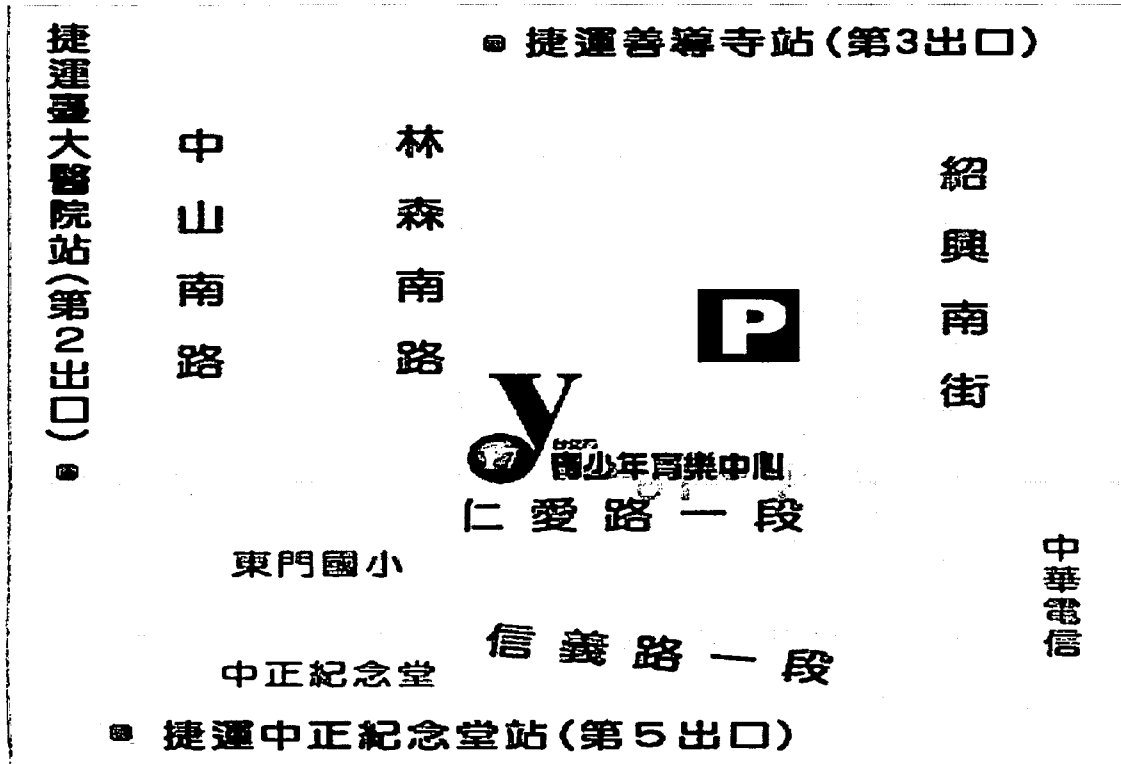 捷運善導寺站(第3出口)
捷運臺大醫院站(第2出口)
中山南路
林森南路
紹興南街
P
y
青少年育樂中心
仁愛路一段
東門國小
中華電信
信義路一段
中正紀念堂
捷運中正紀念堂站(第5出口)